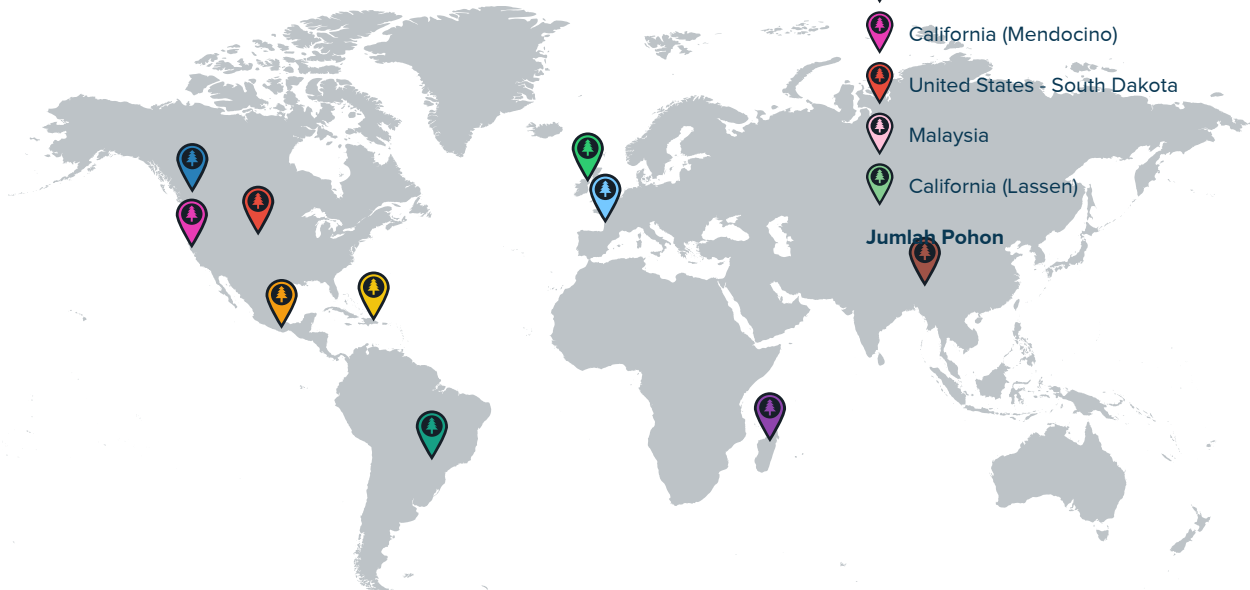 California (Mendocino)
United States - South Dakota
Malaysia
California (Lassen)
Jumlah Pohon